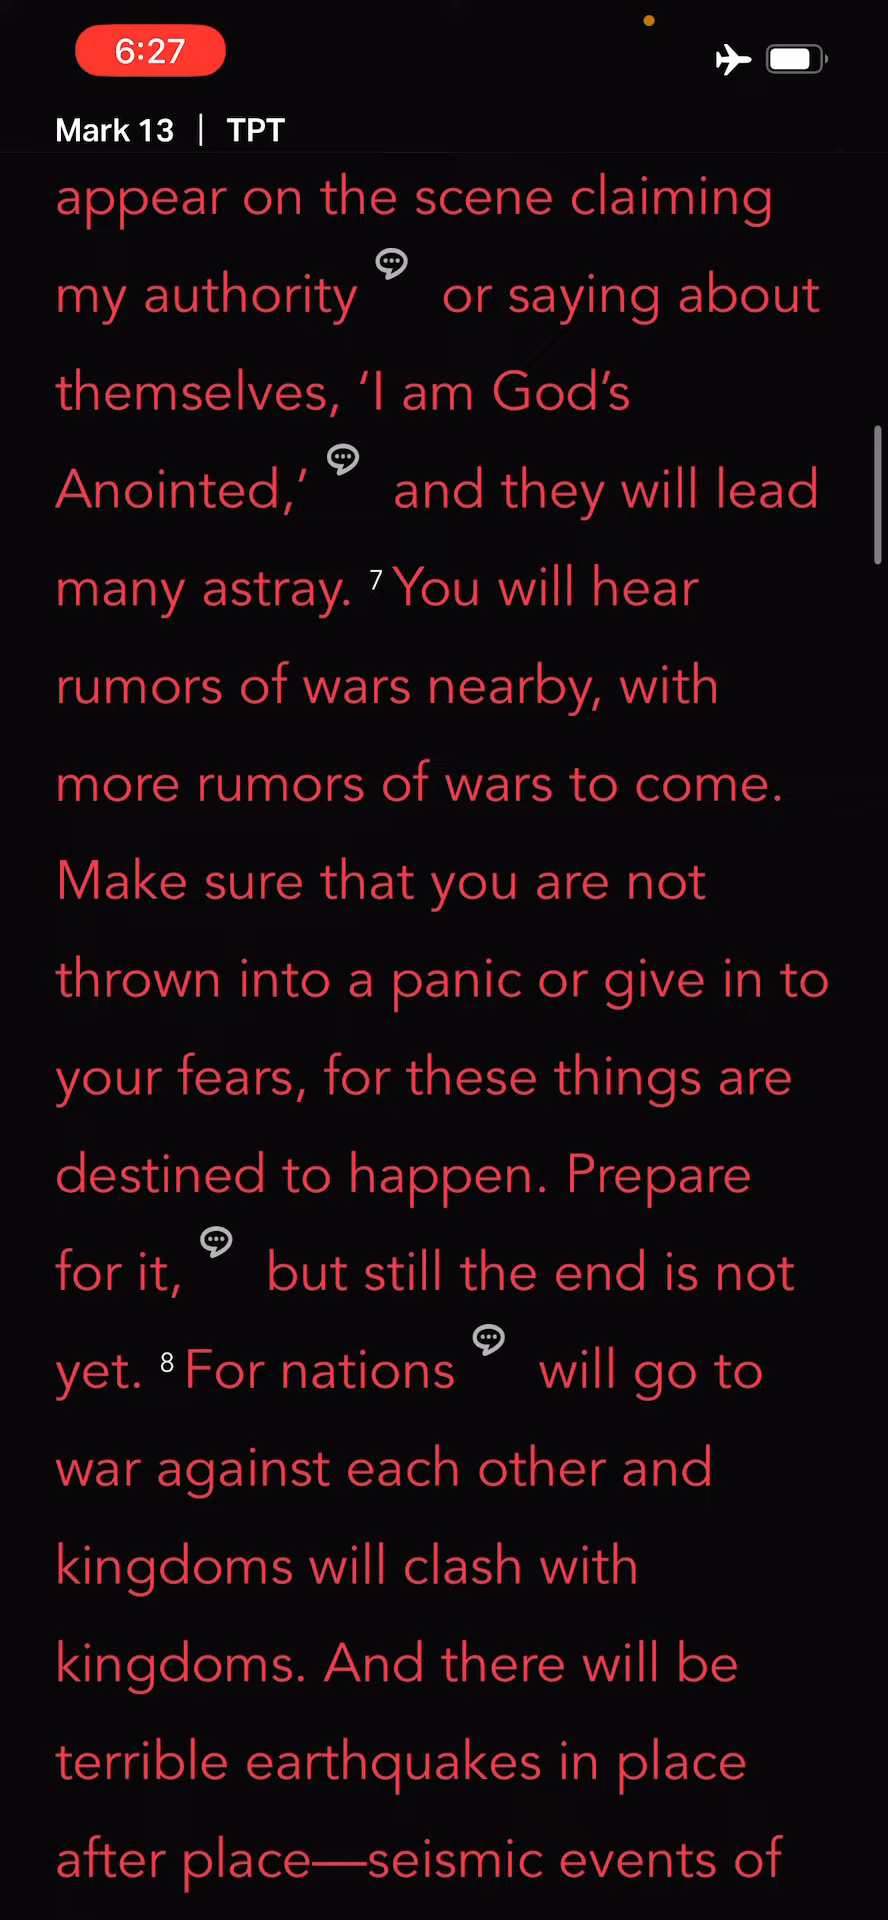 6:27
Mark 13 | TPT
appear on the scene claiming
my authority or saying about
themselves, ‘I am God’s
Anointed,’ and they will lead
many astray. 7 You will hear
rumors of wars nearby, with
more rumors of wars to come.
Make sure that you are not
thrown into a panic or give in to
your fears, for these things are
destined to happen. Prepare
for it, but still the end is not
yet. 8 For nations will go to
war against each other and
kingdoms will clash with
kingdoms. And there will be
terrible earthquakes in place
after place—seismic events of